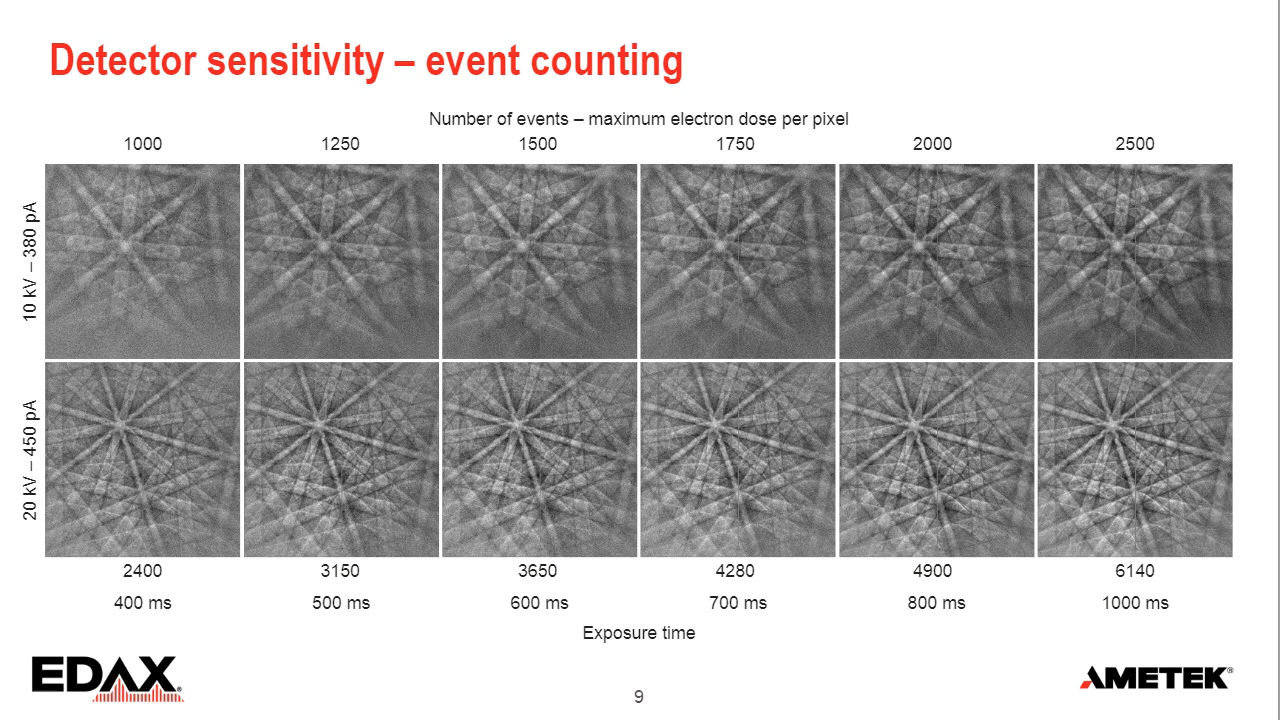 Detector sensitivity – event counting
Number of events – maximum electron dose per pixel
1000 1250 1500 1750 2000 2500
10 kV – 380 pA
20 kV – 450 pA
2400 3150 3650 4280 4900 6140
400 ms 500 ms 600 ms 700 ms 800 ms 1000 ms
Exposure time
EDAX®
AMETEK®
9